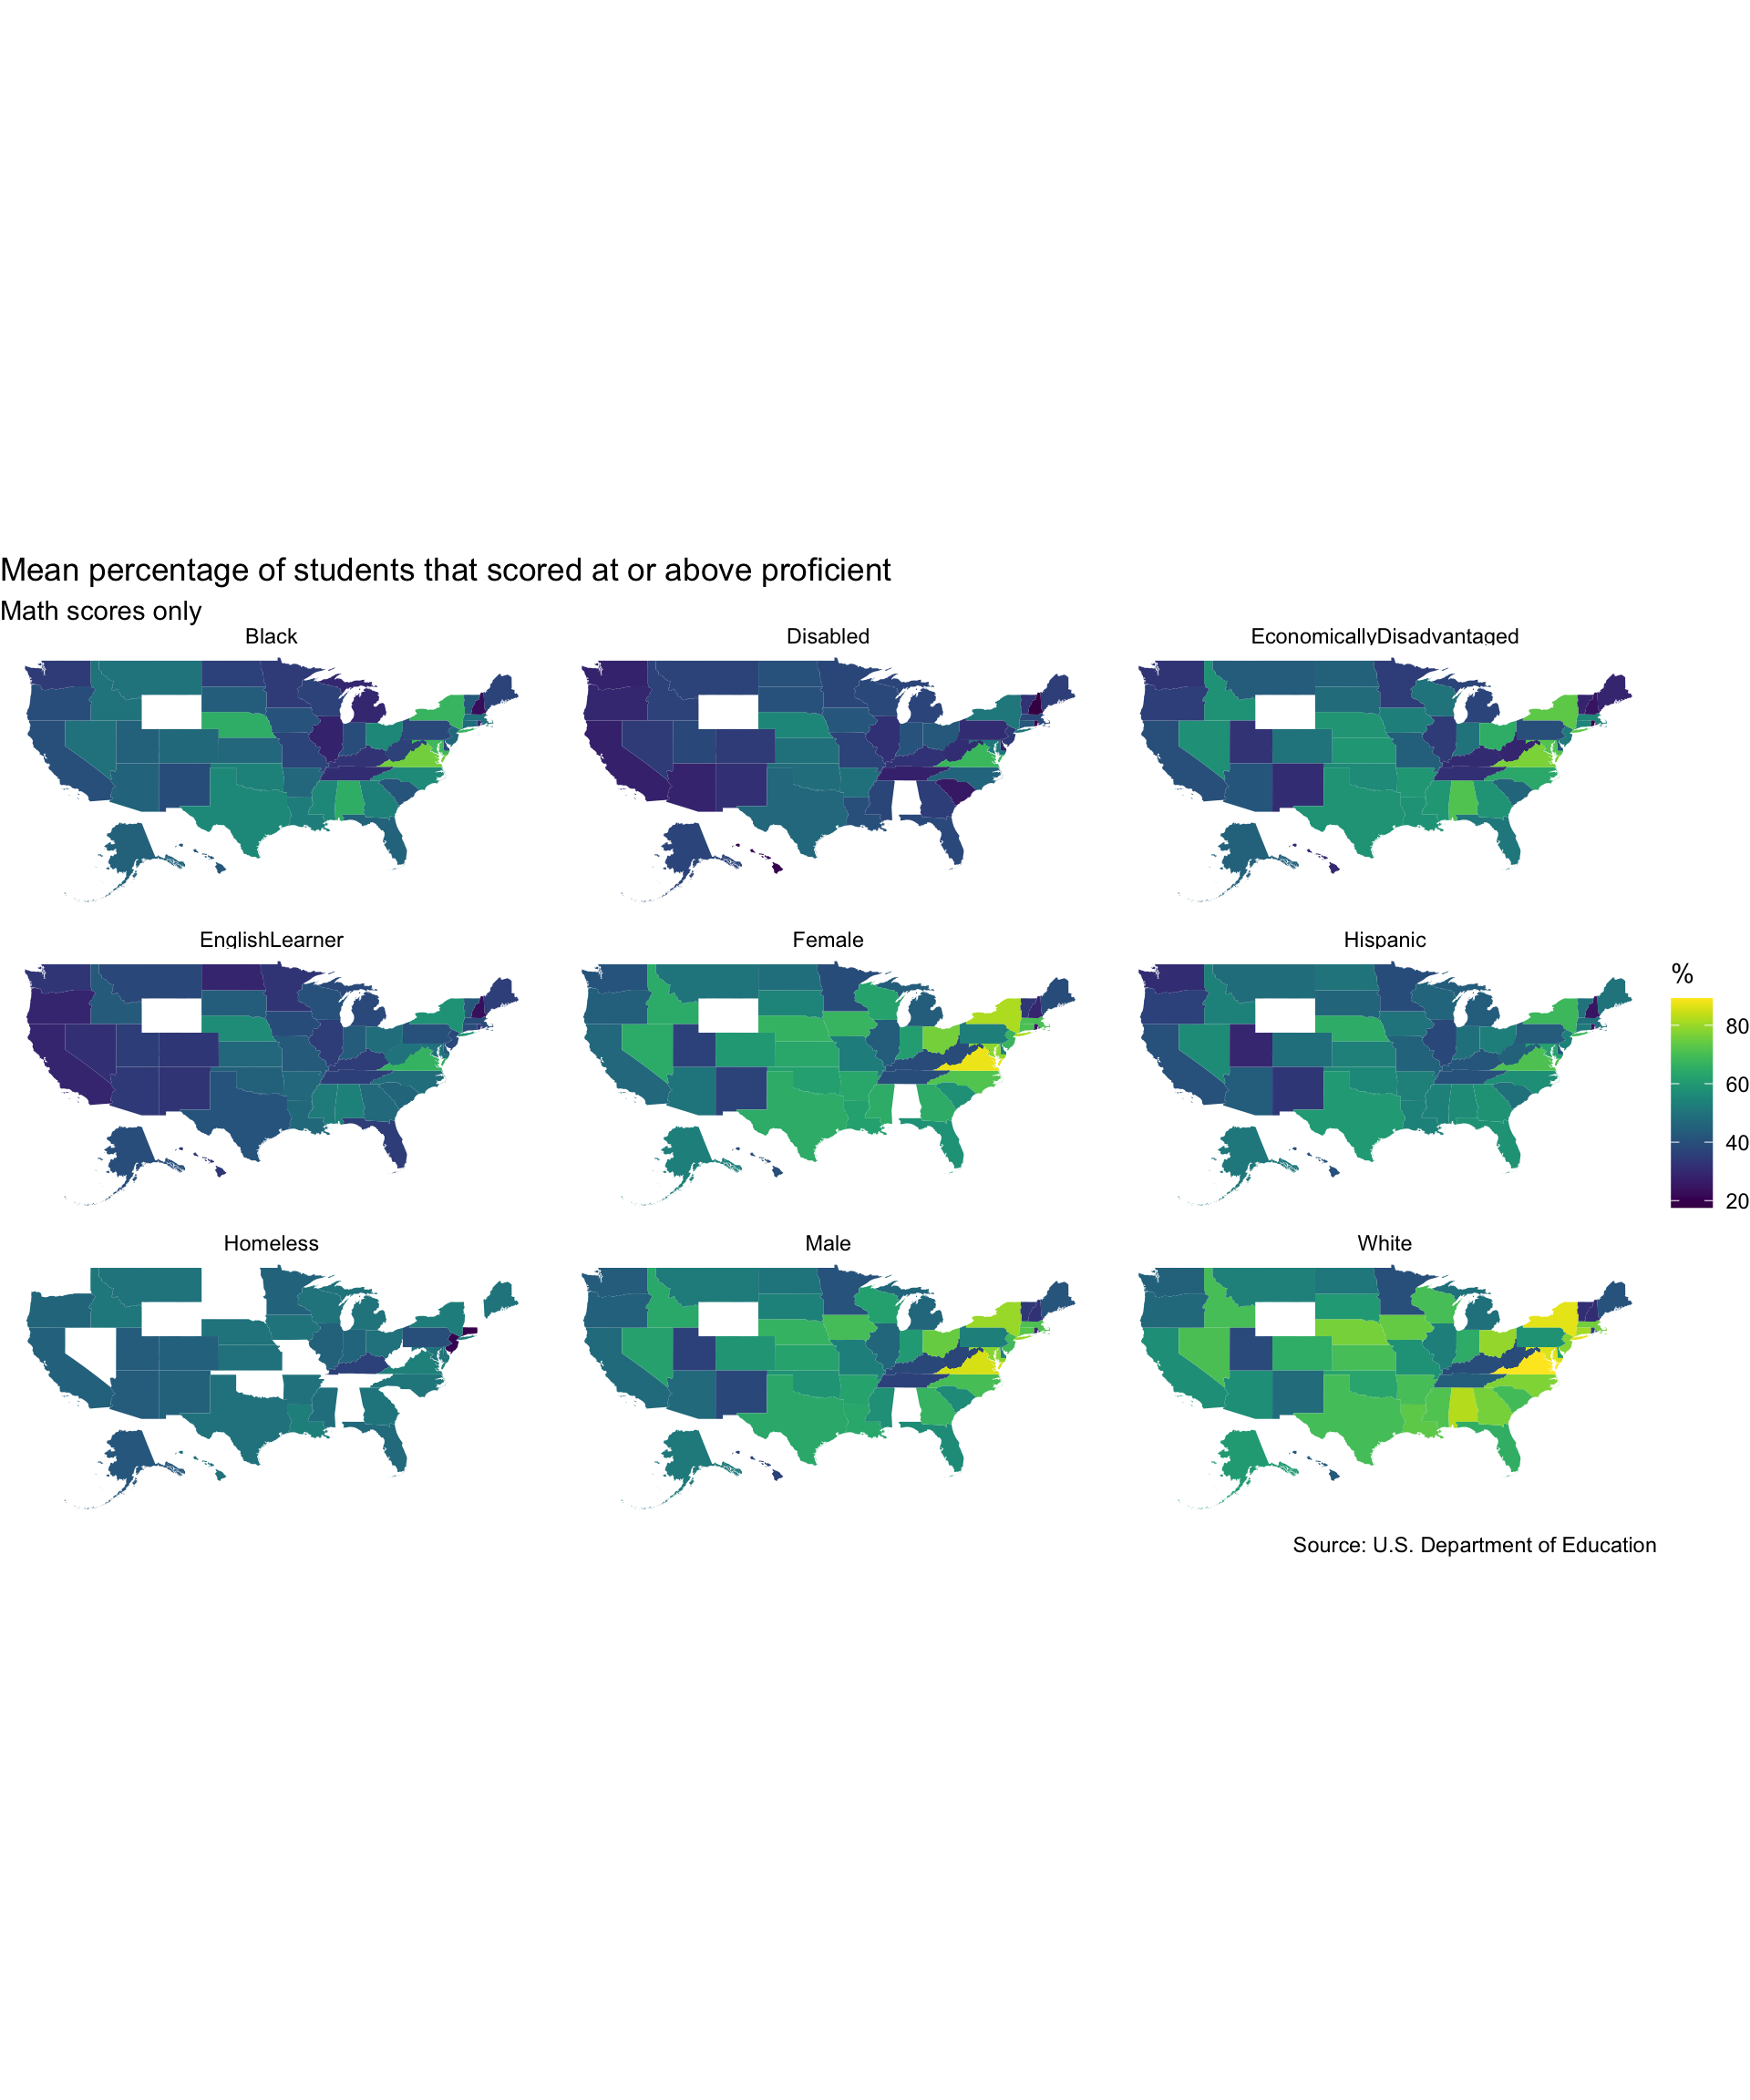 Mean percentage of students that scored at or above proficient
Math scores only
Black
Disabled
EconomicallyDisadvantaged
EnglishLearner
Female
Hispanic
%
80
60
40
20
Homeless
Male
White
Source: U.S. Department of Education